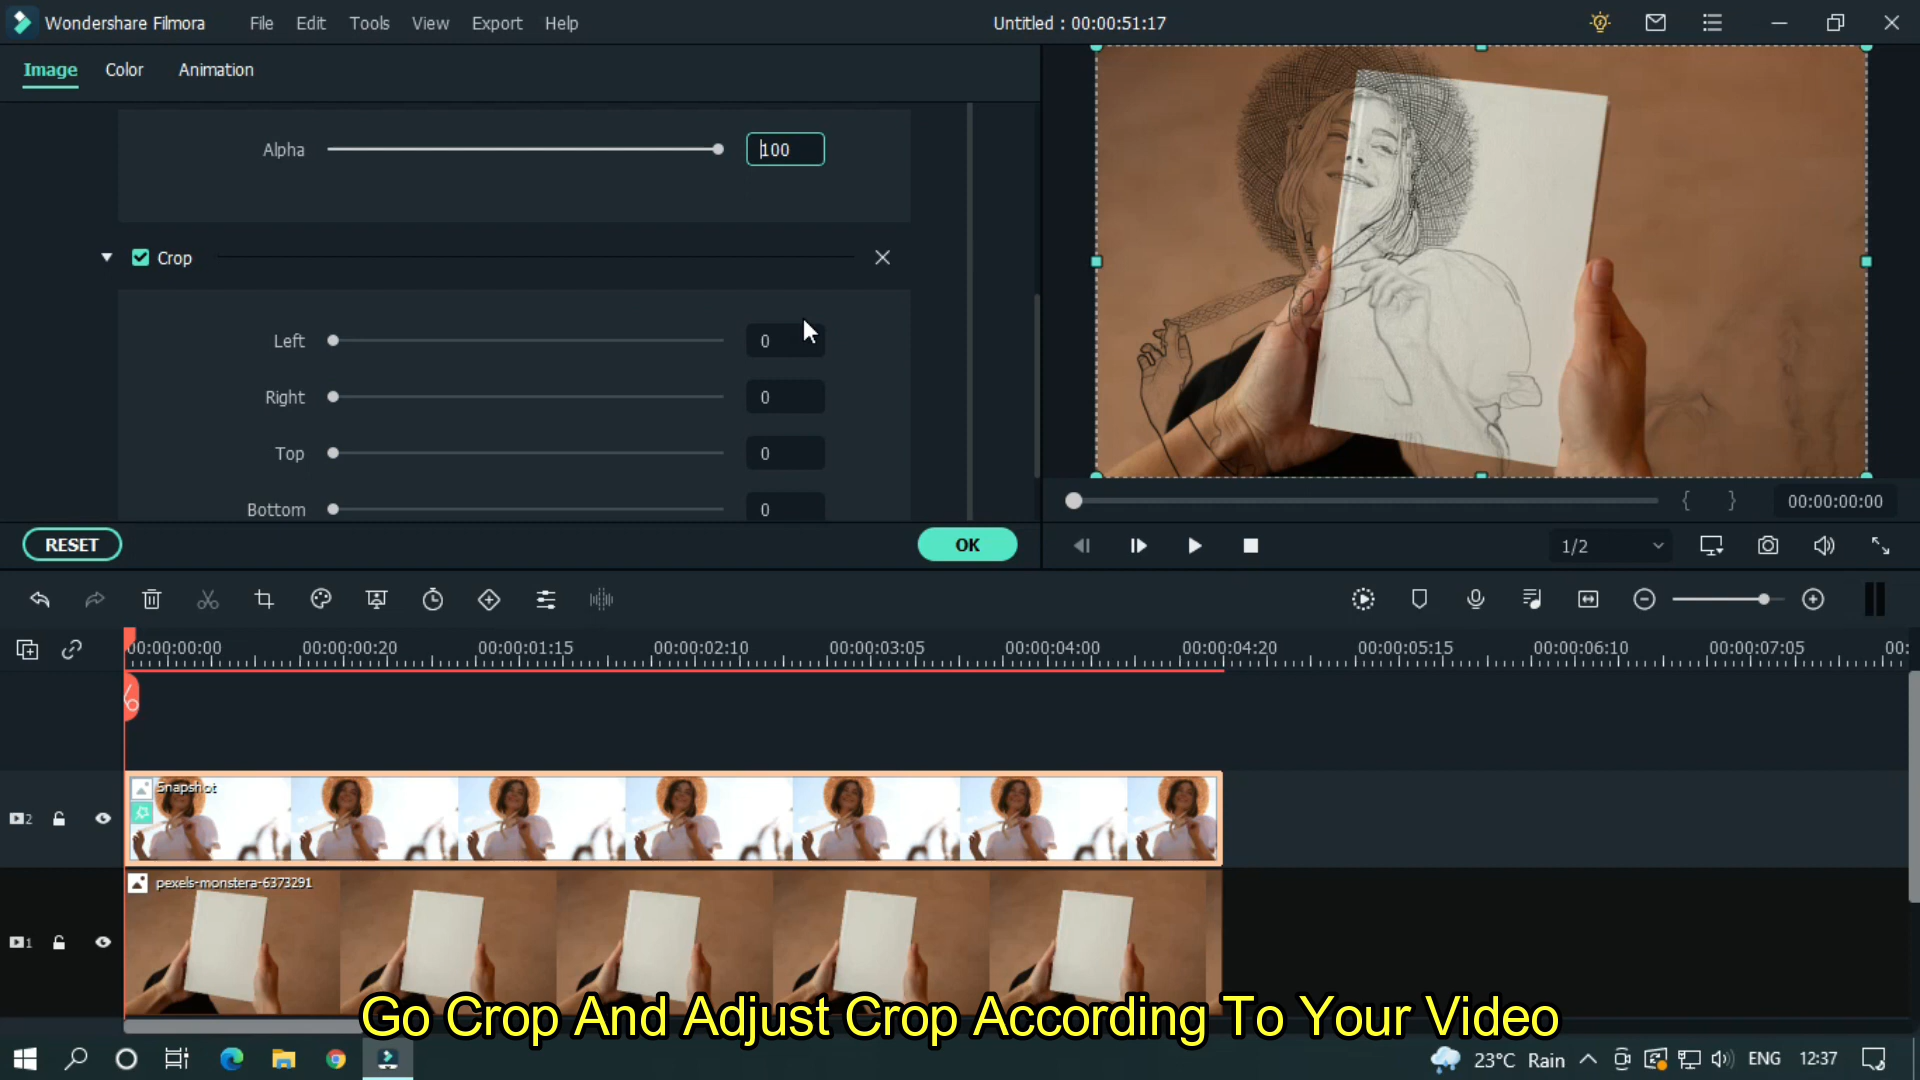 Wondershare Filmora File Edit Tools View Export Help Untitled : 00:00:51:17
Image Color Animation
Alpha 100
Crop
Left 0
Right 0
Top 0
Bottom 0
RESET OK
00:00:00:00
1/2
00:00:00:00 00:00:00:20 00:00:01:15 00:00:02:10 00:00:03:05 00:00:04:00 00:00:04:20 00:00:05:15 00:00:06:10 00:00:07:05 00:
Snapshot
2
pexels-monstera-6373291
1
Go Crop And Adjust Crop According To Your Video
23°C Rain ENG 12:37